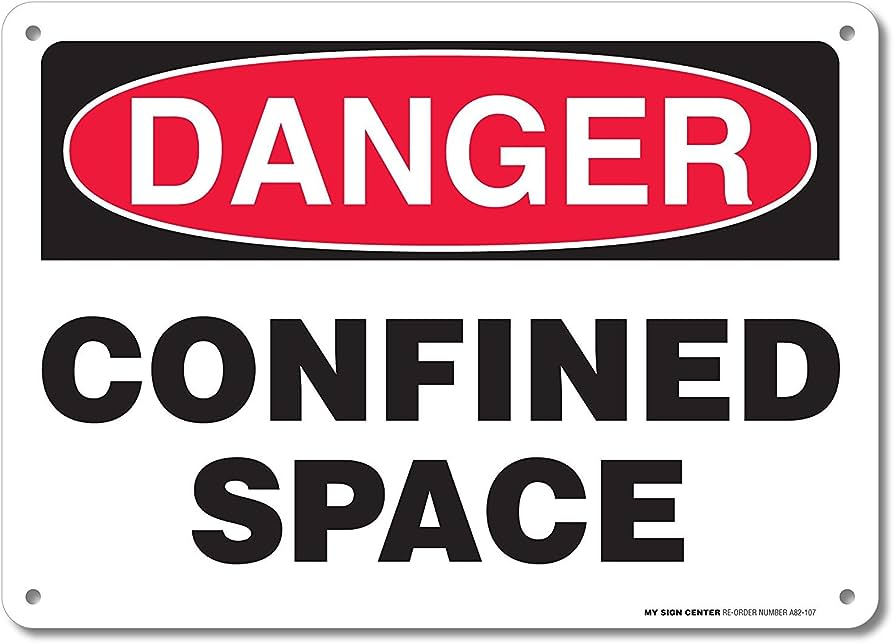 DANGER
CONFINED
SPACE
MY SIGN CENTER RE-ORDER NUMBER A82-107